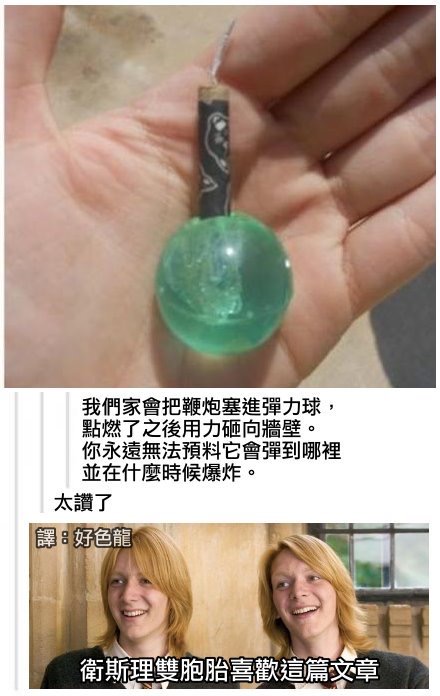 我們家會把鞭炮塞進彈力球，
點燃了之後用力砸向牆壁。
你永遠無法預料它會彈到哪裡
並在什麼時候爆炸。
太讚了
譯：好色龍
衛斯理雙胞胎喜歡這篇文章